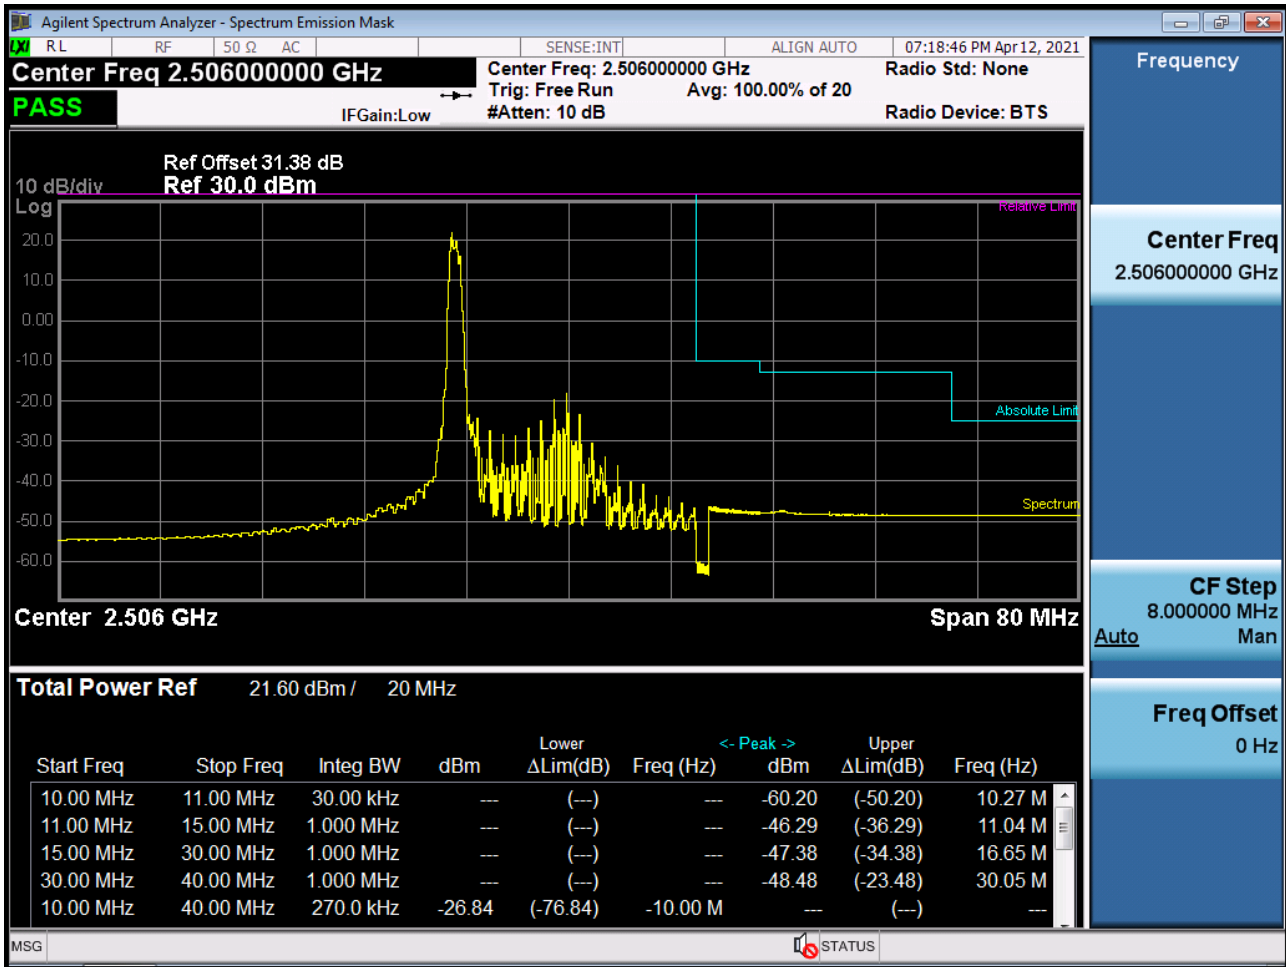 Agilent Spectrum Analyzer - Spectrum Emission Mask
LXI RL RF 50 Ω AC SENSE:INT ALIGN AUTO 07:18:46 PM Apr 12, 2021
Center Freq 2.506000000 GHz
Center Freq: 2.506000000 GHz Radio Std: None
Trig: Free Run Avg: 100.00% of 20
PASS IFGain:Low #Atten: 10 dB Radio Device: BTS
Ref Offset 31.38 dB
10 dB/div Ref 30.0 dBm
Log
Relative Limit
20.0
10.0
0.00
-10.0
-20.0
Absolute Limit
-30.0
-40.0
-50.0
Spectrum
-60.0
Center 2.506 GHz Span 80 MHz
Total Power Ref 21.60 dBm / 20 MHz
Lower <- Peak -> Upper
Start Freq Stop Freq Integ BW dBm ΔLim(dB) Freq (Hz) dBm ΔLim(dB) Freq (Hz)
10.00 MHz 11.00 MHz 30.00 kHz --- (---) --- -60.20 (-50.20) 10.27 M
11.00 MHz 15.00 MHz 1.000 MHz --- (---) --- -46.29 (-36.29) 11.04 M
15.00 MHz 30.00 MHz 1.000 MHz --- (---) --- -47.38 (-34.38) 16.65 M
30.00 MHz 40.00 MHz 1.000 MHz --- (---) --- -48.48 (-23.48) 30.05 M
10.00 MHz 40.00 MHz 270.0 kHz -26.84 (-76.84) -10.00 M --- (---) ---
MSG STATUS
Frequency
Center Freq
2.506000000 GHz
CF Step
8.000000 MHz
Auto Man
Freq Offset
0 Hz